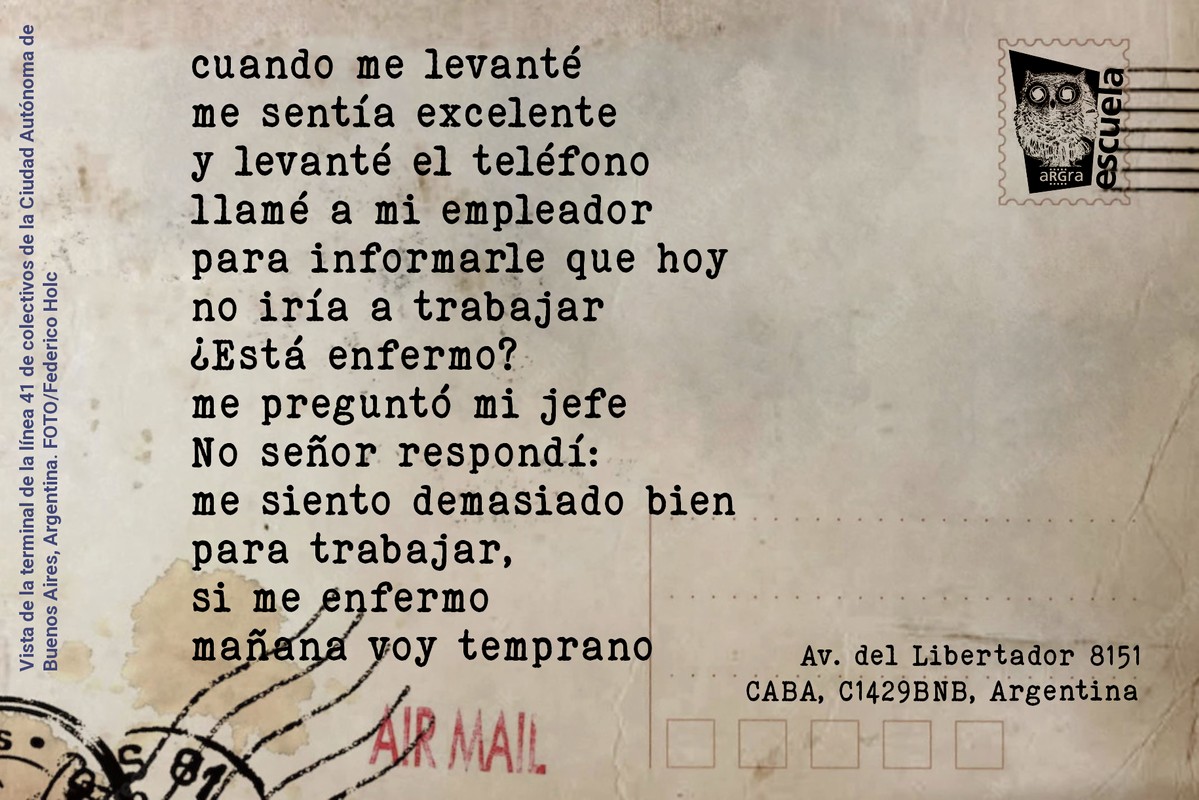 Vista de la terminal de la línea 41 de colectivos de la Ciudad Autónoma de
Buenos Aires, Argentina. FOTO/Federico Holc
cuando me levanté
me sentía excelente
y levanté el teléfono
llamé a mi empleador
para informarle que hoy
no iría a trabajar
¿Está enfermo?
me preguntó mi jefe
No señor respondí:
me siento demasiado bien
para trabajar,
si me enfermo
mañana voy temprano
aRGra
escuela
Av. del Libertador 8151
CABA, C1429BNB, Argentina
AIR MAIL
S 81